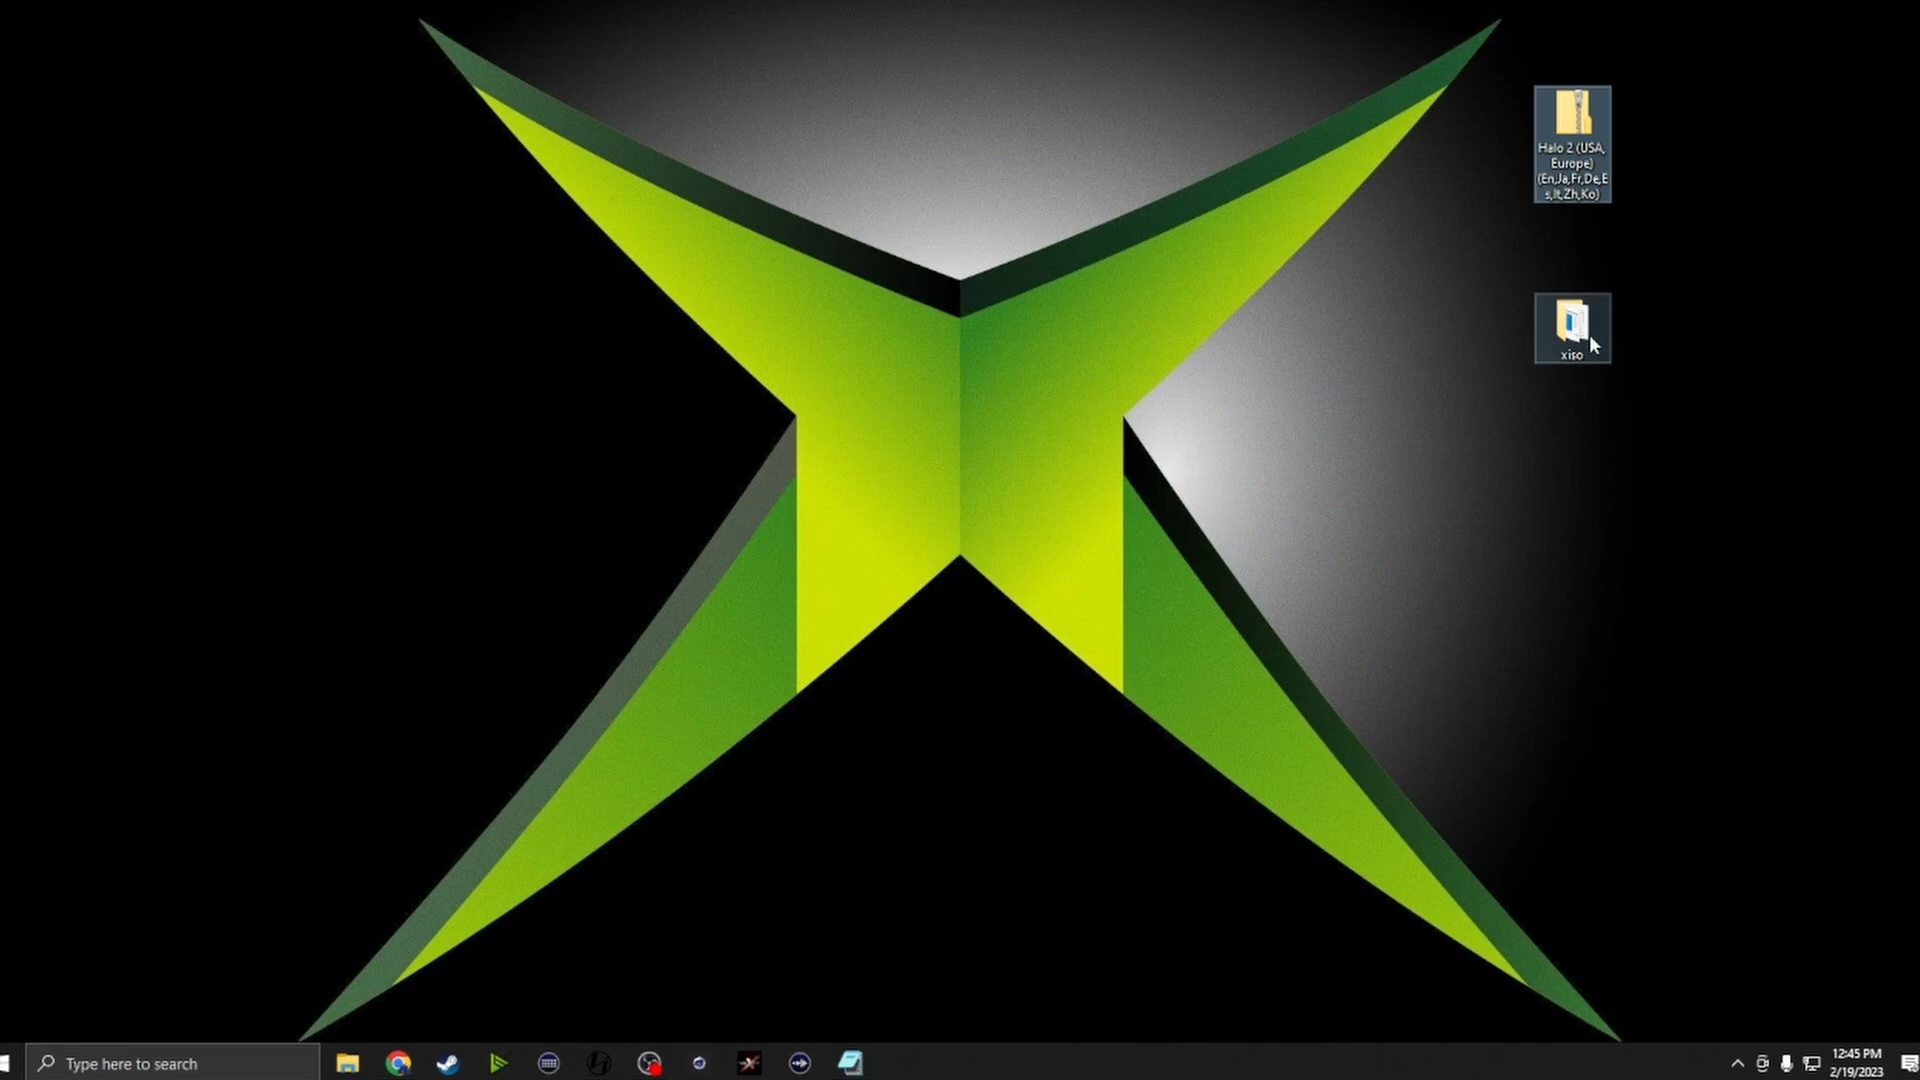 Halo 2 (USA,
Europe)
(En,Ja,Fr,De,E
s,It,Zh,Ko)
xiso
Type here to search
12:45 PM
2/19/2023